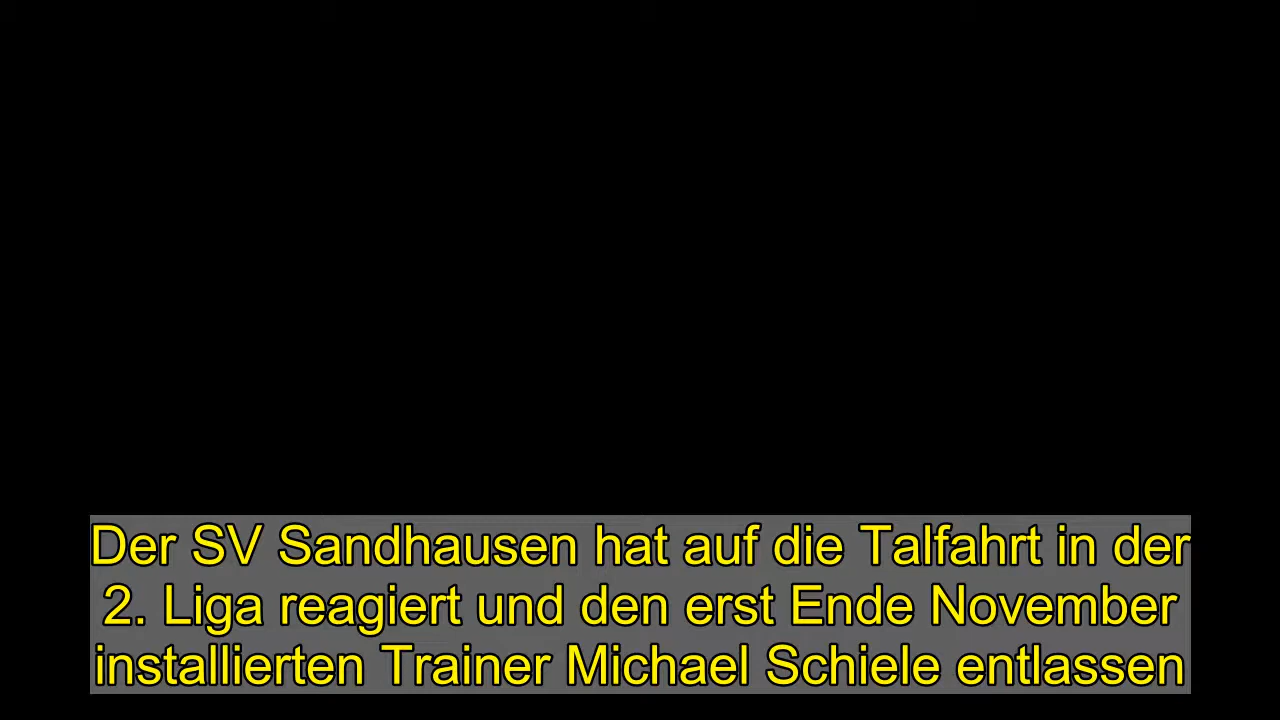 Der SV Sandhausen hat auf die Talfahrt in der
2. Liga reagiert und den erst Ende November
installierten Trainer Michael Schiele entlassen